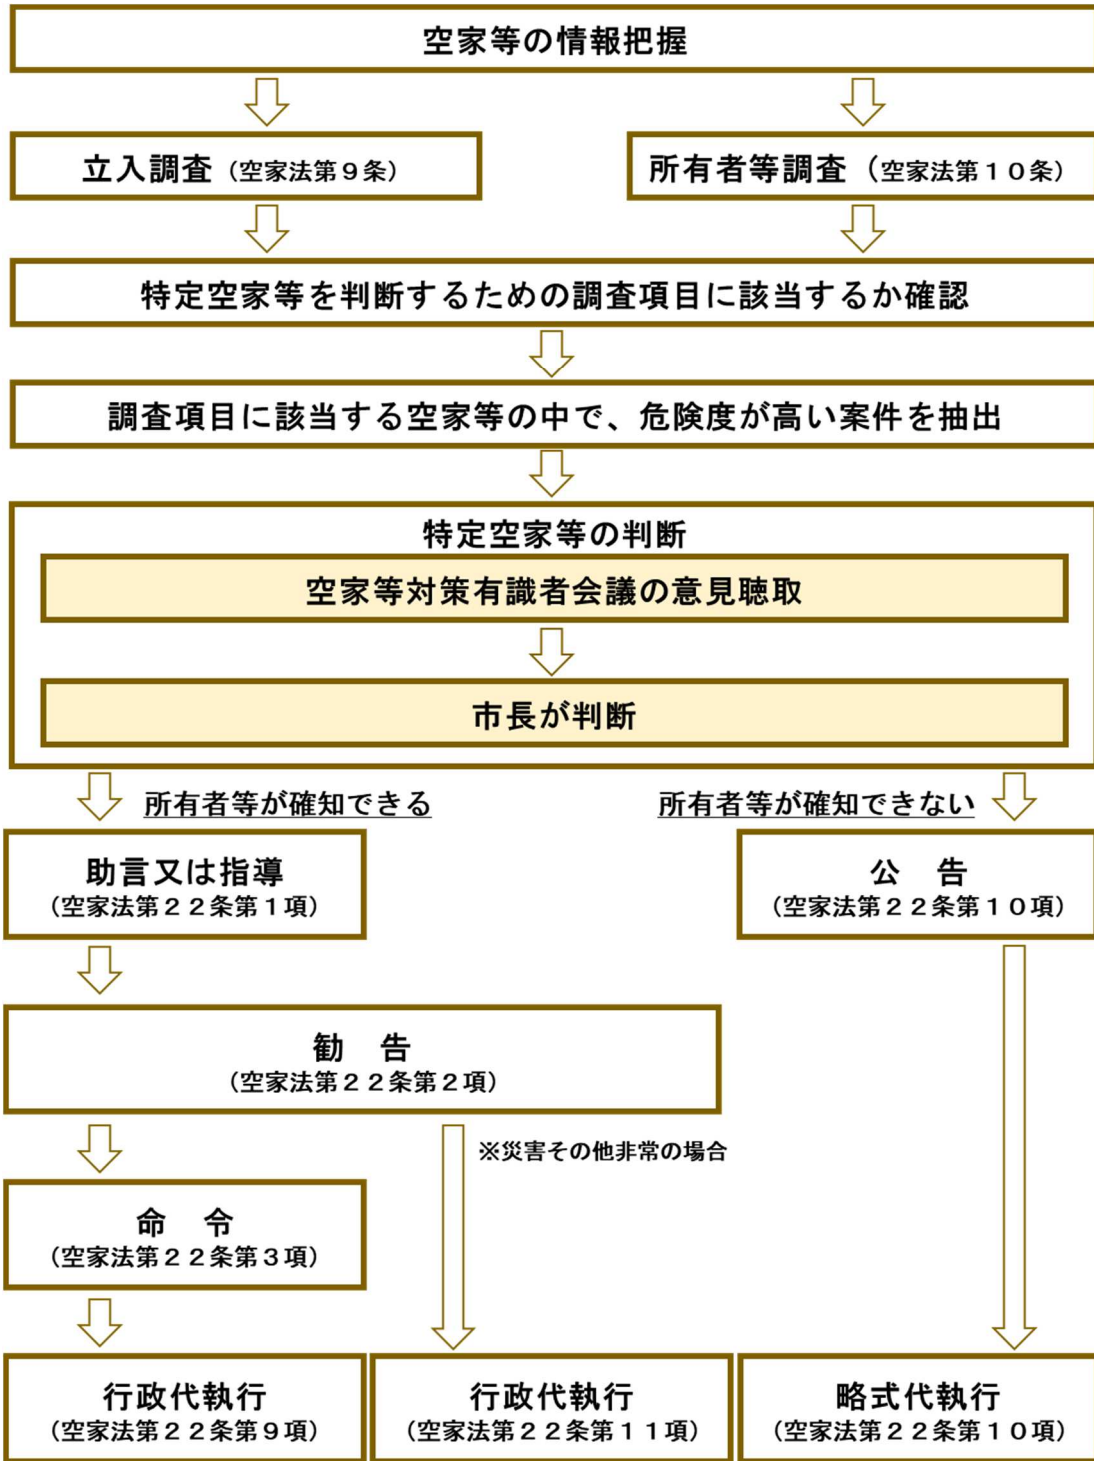 空家等の情報把握
立入調査（空家法第９条）
所有者等調査（空家法第１０条）
特定空家等を判断するための調査項目に該当するか確認
調査項目に該当する空家等の中で、危険度が高い案件を抽出
特定空家等の判断
空家等対策有識者会議の意見聴取
市長が判断
所有者等が確知できる
所有者等が確知できない
助言又は指導
（空家法第２２条第１項）
公　告
（空家法第２２条第１０項）
勧　告
（空家法第２２条第２項）
※災害その他非常の場合
命　令
（空家法第２２条第３項）
行政代執行
（空家法第２２条第９項）
行政代執行
（空家法第２２条第１１項）
略式代執行
（空家法第２２条第１０項）